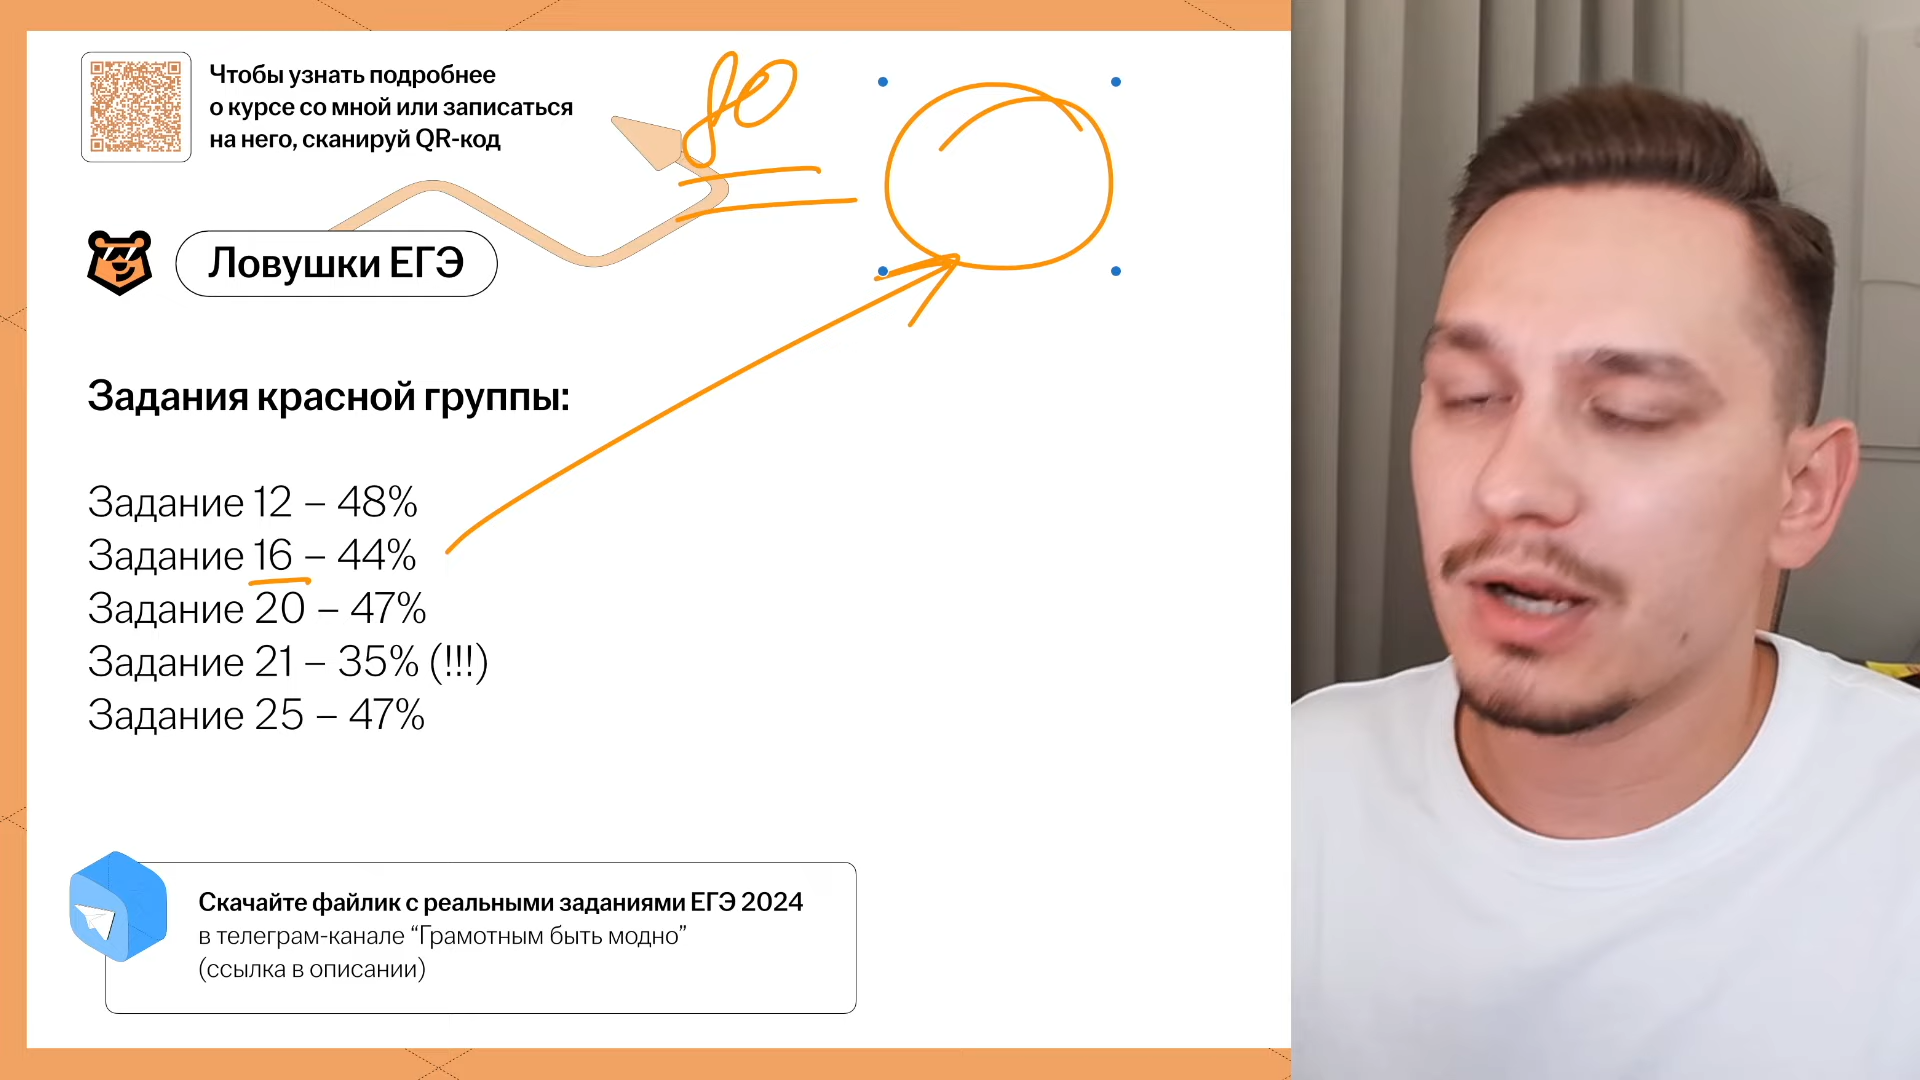 Чтобы узнать подробнее
о курсе со мной или записаться
на него, сканируй QR-код
80
Ловушки ЕГЭ
Задания красной группы:
Задание 12 – 48%
Задание 16 – 44%
Задание 20 – 47%
Задание 21 – 35% (!!!)
Задание 25 – 47%
Скачайте файлик с реальными заданиями ЕГЭ 2024
в телеграм-канале “Грамотным быть модно”
(ссылка в описании)